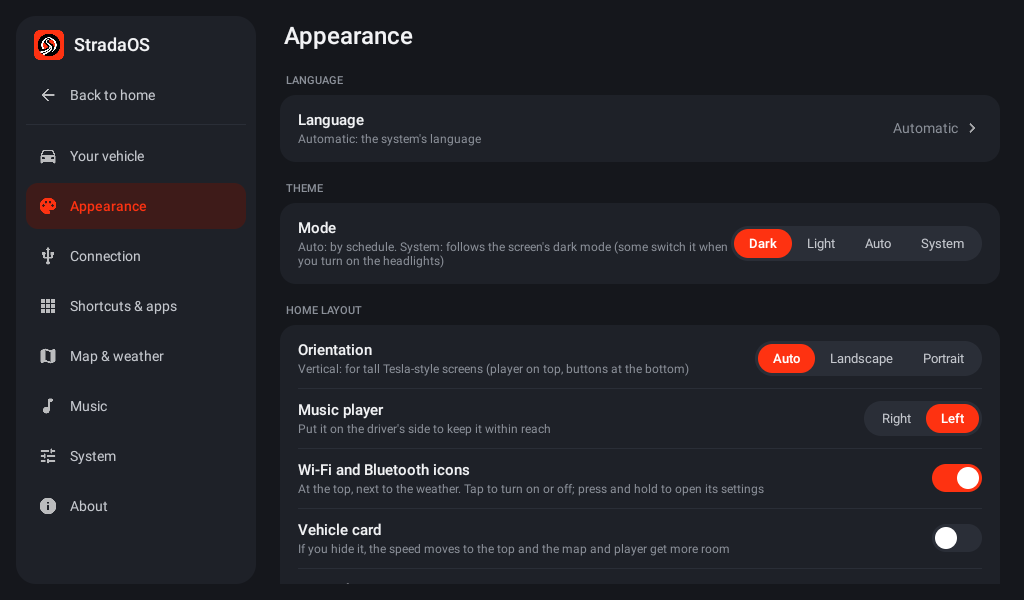 StradaOS
Back to home
Your vehicle
Appearance
Connection
Shortcuts & apps
Map & weather
Music
System
About
Appearance
LANGUAGE
Language
Automatic: the system's language
Automatic
THEME
Mode
Auto: by schedule. System: follows the screen's dark mode (some switch it when
you turn on the headlights)
Dark Light Auto System
HOME LAYOUT
Orientation
Vertical: for tall Tesla-style screens (player on top, buttons at the bottom)
Auto Landscape Portrait
Music player
Put it on the driver's side to keep it within reach
Right Left
Wi-Fi and Bluetooth icons
At the top, next to the weather. Tap to turn on or off; press and hold to open its settings
Vehicle card
If you hide it, the speed moves to the top and the map and player get more room